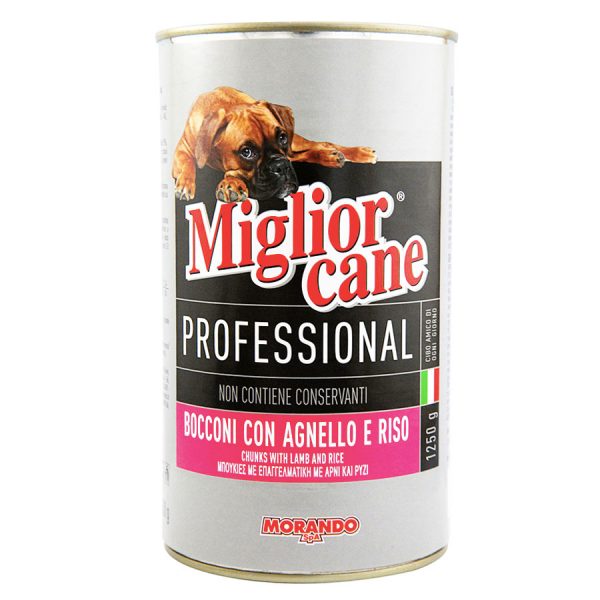 Miglior®
cane
PROFESSIONAL
NON CONTIENE CONSERVANTI
BOCCONI CON AGNELLO E RISO
CHUNKS WITH LAMB AND RICE
ΜΠΟΥΚΙΕΣ ΜΕ ΕΠΑΓΓΕΛΜΑΤΙΚΗ ΜΕ ΑΡΝΙ ΚΑΙ ΡΥΖΙ
CIBO AMICO DI
OGNI GIORNO
1250 g
MORANDO
SpA